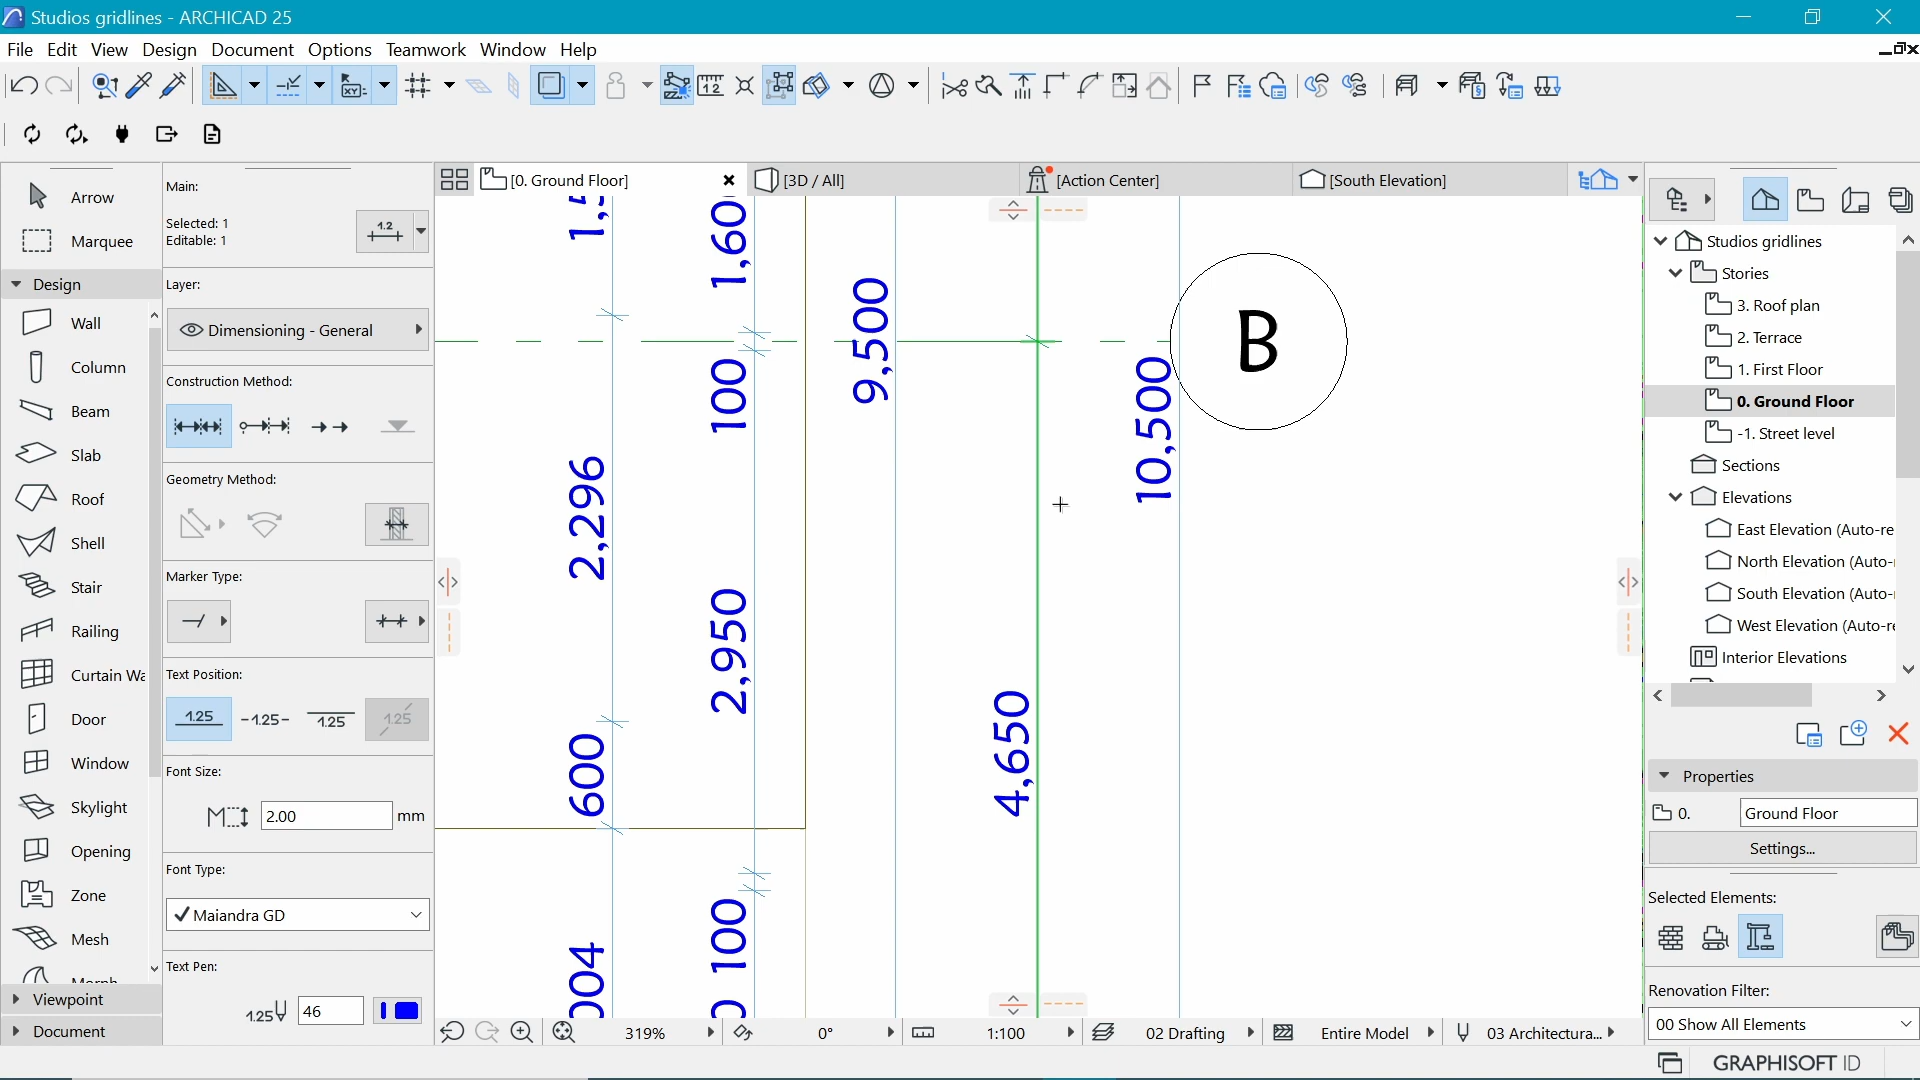 Studios gridlines - ARCHICAD 25
File Edit View Design Document Options Teamwork Window Help
Arrow
Marquee
Design
Wall
Column
Beam
Slab
Roof
Shell
Stair
Railing
Curtain Wa
Door
Window
Skylight
Opening
Zone
Mesh
Morph
Viewpoint
Document
Main:
Selected: 1
Editable: 1
1.2
Layer:
Dimensioning - General
Construction Method:
Geometry Method:
Marker Type:
Text Position:
1.25 -1.25- 1.25 1.25
Font Size:
2.00 mm
Font Type:
Maiandra GD
Text Pen:
1.25 46
[0. Ground Floor]
[3D / All]
[Action Center]
[South Elevation]
1,60
9,500
B
100
10,500
2,296
2,950
4,650
600
100
004
319%
0°
1:100
02 Drafting
Entire Model
03 Architectura...
Studios gridlines
Stories
3. Roof plan
2. Terrace
1. First Floor
0. Ground Floor
-1. Street level
Sections
Elevations
East Elevation (Auto-re
North Elevation (Auto-
South Elevation (Auto-
West Elevation (Auto-re
Interior Elevations
Properties
0. Ground Floor
Settings...
Selected Elements:
Renovation Filter:
00 Show All Elements
GRAPHISOFT ID